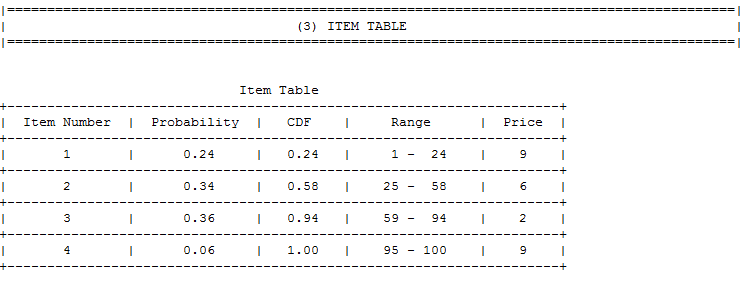 (3) ITEM TABLE
Item Table
Item Number | Probability | CDF | Range | Price
1 | 0.24 | 0.24 | 1 - 24 | 9
2 | 0.34 | 0.58 | 25 - 58 | 6
3 | 0.36 | 0.94 | 59 - 94 | 2
4 | 0.06 | 1.00 | 95 - 100 | 9